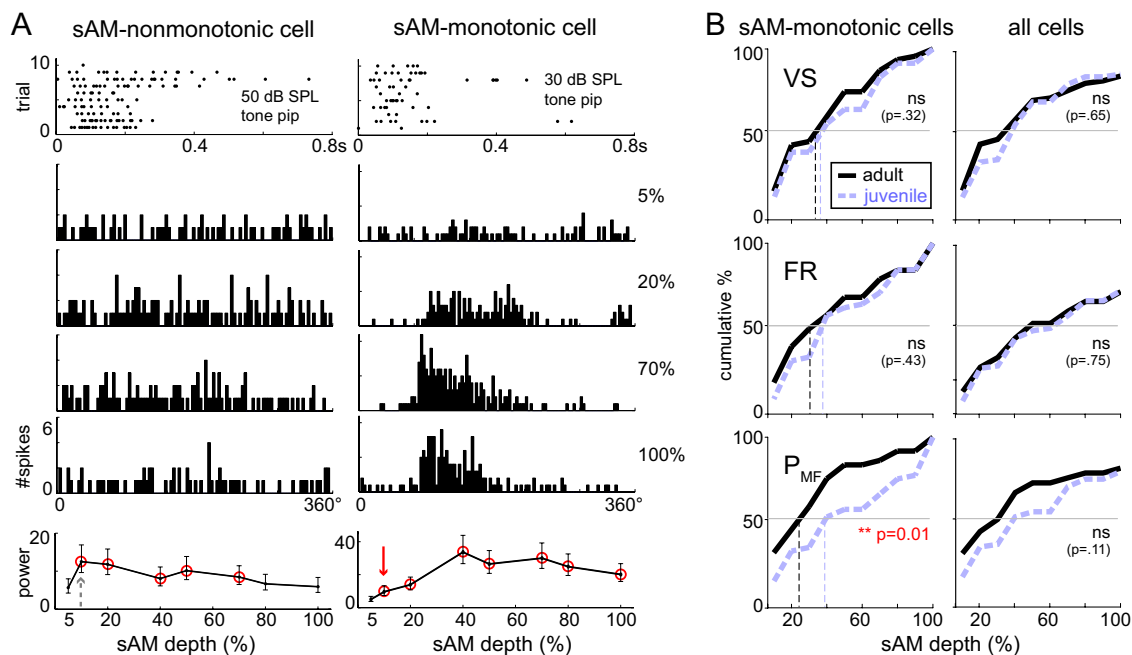 A
sAM-nonmonotonic cell
sAM-monotonic cell
10
trial
1
50 dB SPL
tone pip
0
0.4
0.8s
30 dB SPL
tone pip
0
0.4
0.8s
5%
20%
70%
6
#spikes
0
0
360°
100%
0
360°
20
power
0
5
20
40
60
80
100
sAM depth (%)
40
0
5
20
40
60
80
100
sAM depth (%)
B
sAM-monotonic cells
all cells
100
VS
50
0
ns
(p=.32)
adult
juvenile
ns
(p=.65)
100
FR
cumulative %
50
0
ns
(p=.43)
ns
(p=.75)
100
PMF
50
0
** p=0.01
20
60
100
ns
(p=.11)
20
60
100
sAM depth (%)